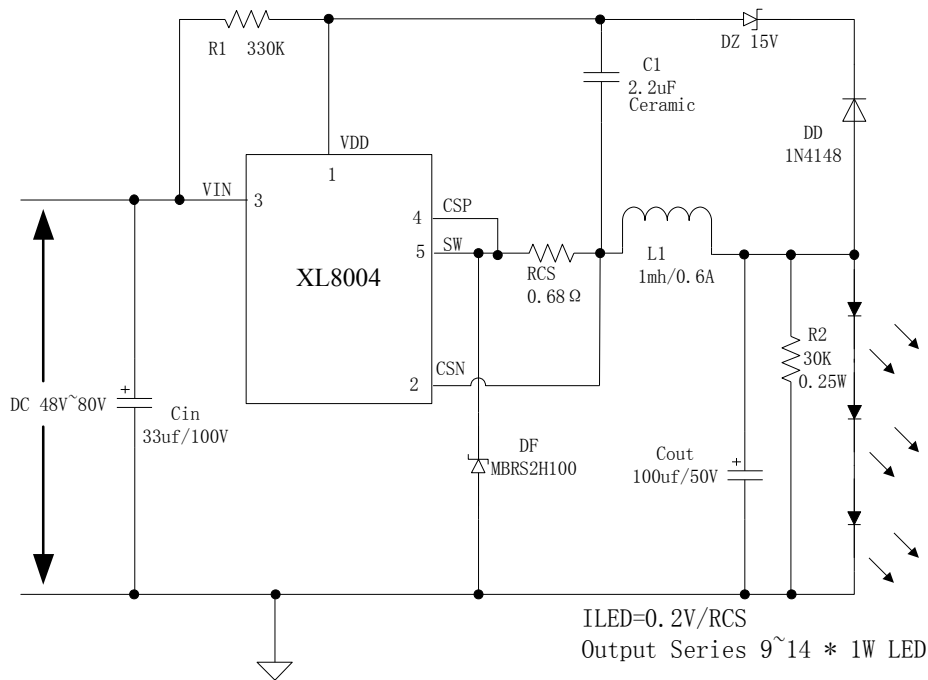 R1 330K
DZ 15V
C1
2.2uF
Ceramic
DD
1N4148
VDD
1
VIN
3
CSP
4
SW
5
XL8004
RCS
0.68Ω
L1
1mh/0.6A
CSN
2
R2
30K
0.25W
DC 48V~80V
+
Cin
33uf/100V
DF
MBRS2H100
Cout
100uf/50V
+
ILED=0.2V/RCS
Output Series 9~14 * 1W LED